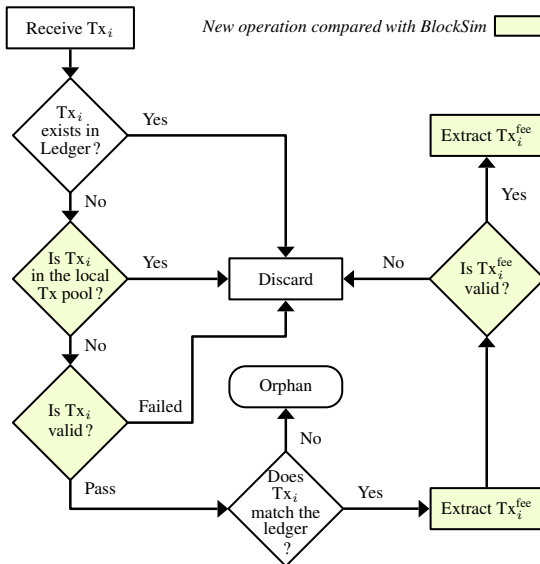 Receive Tx_i
New operation compared with BlockSim
Tx_i
exists in
Ledger ?
Yes
No
Is Tx_i
in the local
Tx pool ?
Yes
No
Discard
Is Tx_i
valid ?
Failed
Pass
Orphan
No
Does
Tx_i
match the
ledger
?
Yes
Extract Tx_i^fee
Is Tx_i^fee
valid ?
No
Yes
Extract Tx_i^fee